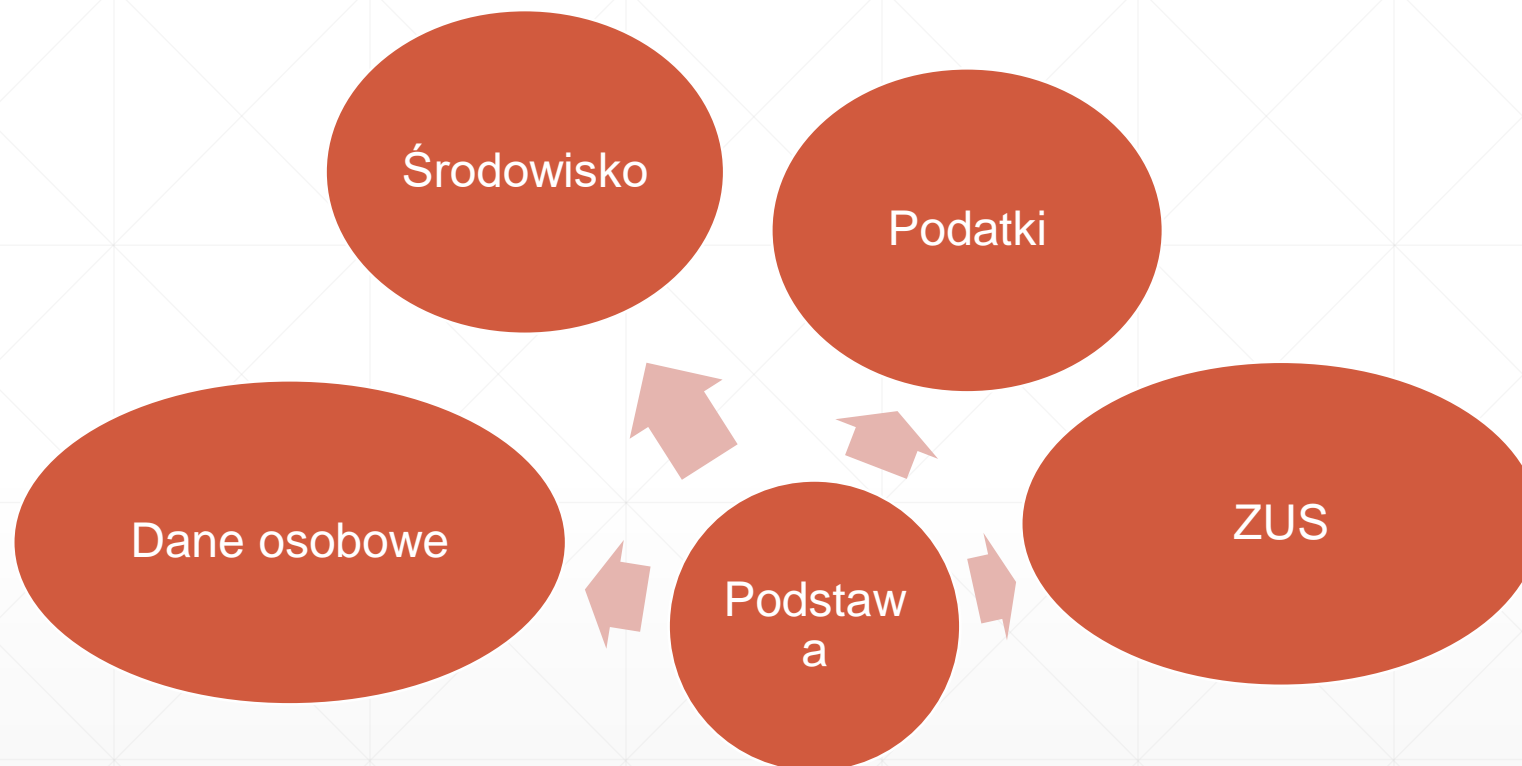 Środowisko
Podatki
Dane osobowe
ZUS
Podstaw
a